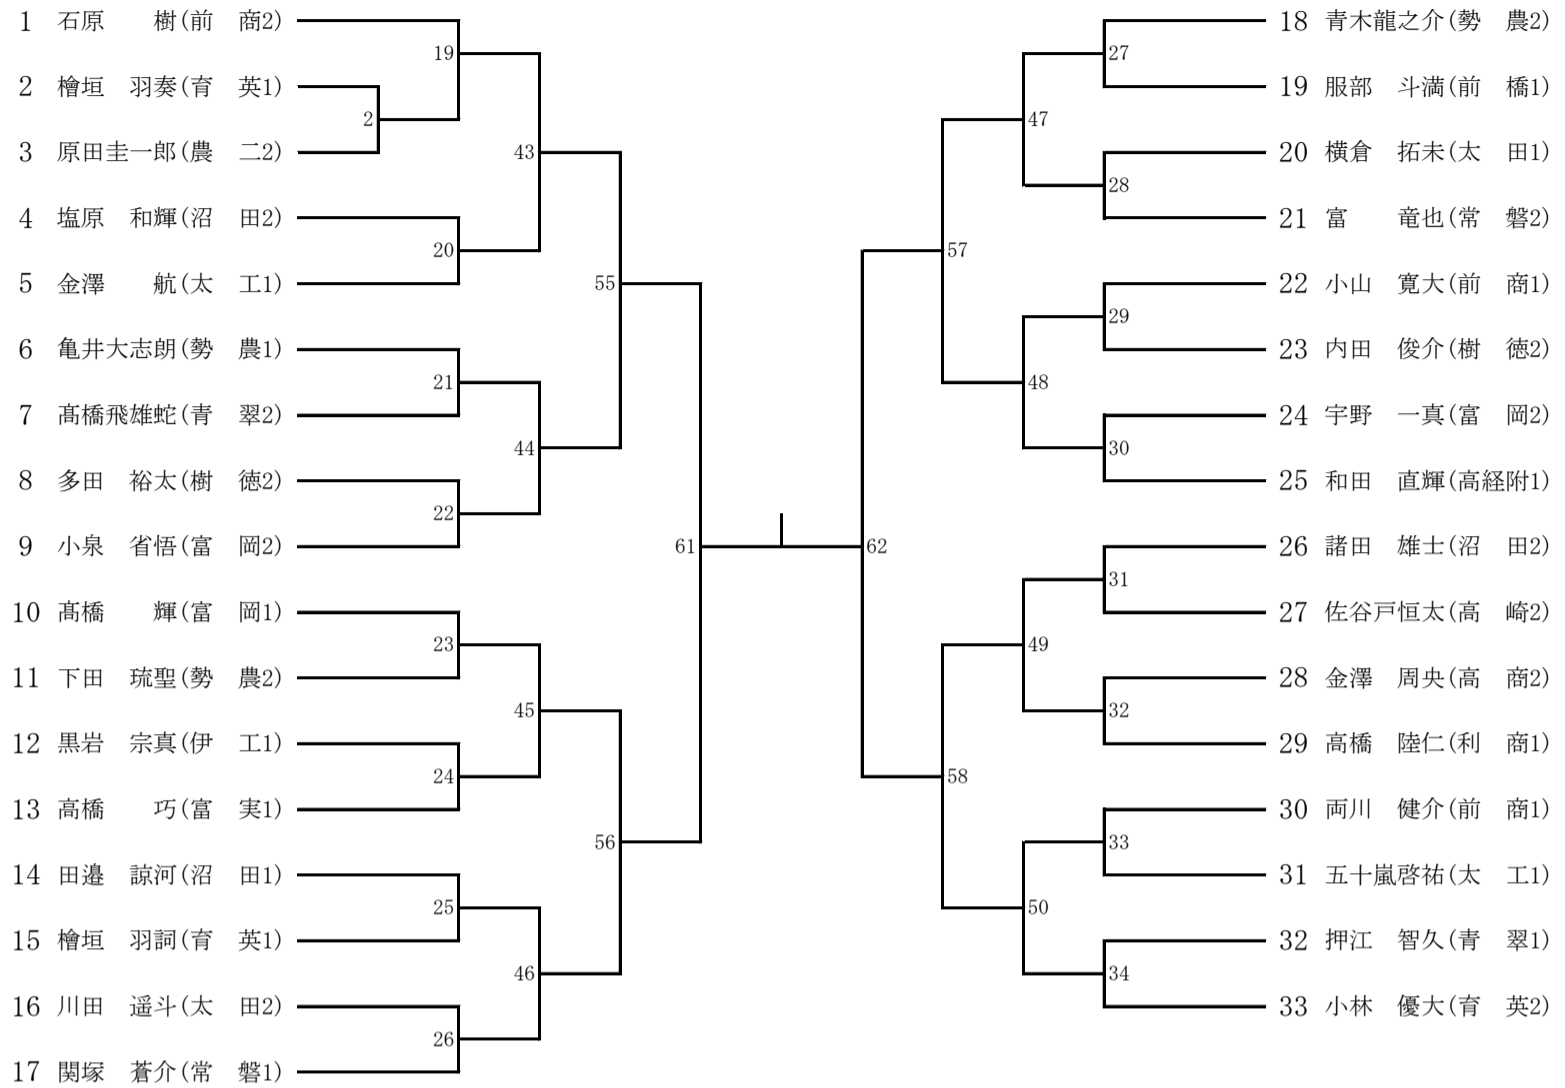 1 石原　　樹(前　商2)
2 檜垣　羽奏(育　英1)
3 原田圭一郎(農　二2)
4 塩原　和輝(沼　田2)
5 金澤　　航(太　工1)
6 亀井大志朗(勢　農1)
7 髙橋飛雄蛇(青　翠2)
8 多田　裕太(樹　徳2)
9 小泉　省悟(富　岡2)
10 髙橋　　輝(富　岡1)
11 下田　琉聖(勢　農2)
12 黒岩　宗真(伊　工1)
13 高橋　　巧(富　実1)
14 田邉　諒河(沼　田1)
15 檜垣　羽詞(育　英1)
16 川田　遥斗(太　田2)
17 関塚　蒼介(常　磐1)
2
19
20
21
22
23
24
25
26
43
44
45
46
55
56
61
62
57
58
47
48
49
50
27
28
29
30
31
32
33
34
18 青木龍之介(勢　農2)
19 服部　斗満(前　橋1)
20 横倉　拓未(太　田1)
21 富　　竜也(常　磐2)
22 小山　寛大(前　商1)
23 内田　俊介(樹　徳2)
24 宇野　一真(富　岡2)
25 和田　直輝(高経附1)
26 諸田　雄士(沼　田2)
27 佐谷戸恒太(高　崎2)
28 金澤　周央(高　商2)
29 高橋　陸仁(利　商1)
30 両川　健介(前　商1)
31 五十嵐啓祐(太　工1)
32 押江　智久(青　翠1)
33 小林　優大(育　英2)